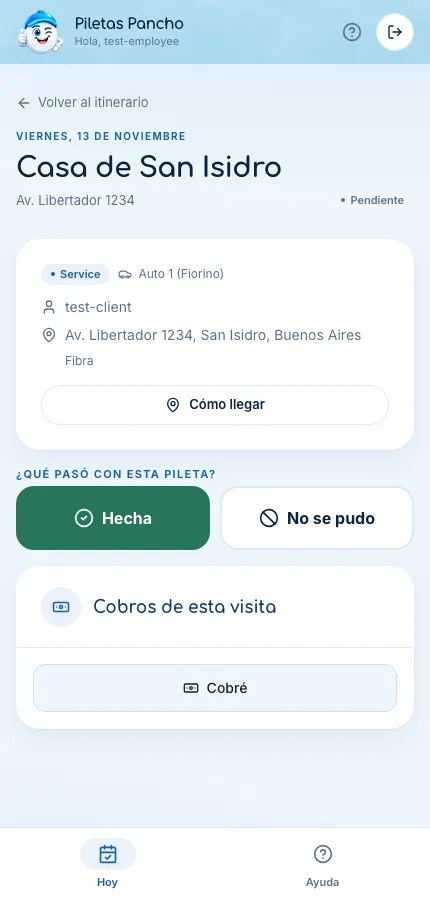 Piletas Pancho
Hola, test-employee
Volver al itinerario
VIERNES, 13 DE NOVIEMBRE
Casa de San Isidro
Av. Libertador 1234
• Pendiente
• Service
Auto 1 (Fiorino)
test-client
Av. Libertador 1234, San Isidro, Buenos Aires
Fibra
Cómo llegar
¿QUÉ PASÓ CON ESTA PILETA?
Hecha
No se pudo
Cobros de esta visita
Cobré
Hoy
Ayuda